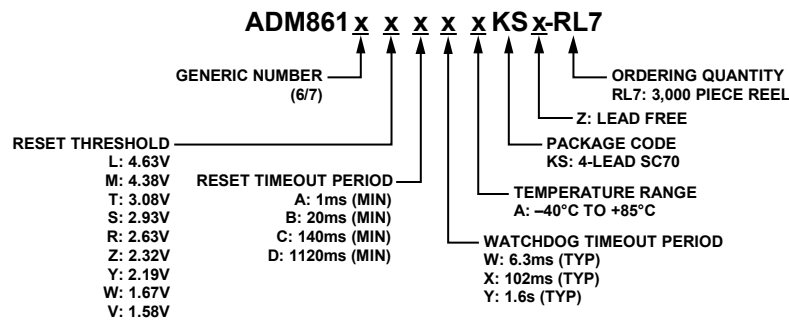 ADM861 x x x x x KS x-RL7
GENERIC NUMBER
(6/7)
ORDERING QUANTITY
RL7: 3,000 PIECE REEL
Z: LEAD FREE
RESET THRESHOLD
L: 4.63V
M: 4.38V
T: 3.08V
S: 2.93V
R: 2.63V
Z: 2.32V
Y: 2.19V
W: 1.67V
V: 1.58V
PACKAGE CODE
KS: 4-LEAD SC70
RESET TIMEOUT PERIOD
A: 1ms (MIN)
B: 20ms (MIN)
C: 140ms (MIN)
D: 1120ms (MIN)
TEMPERATURE RANGE
A: –40°C TO +85°C
WATCHDOG TIMEOUT PERIOD
W: 6.3ms (TYP)
X: 102ms (TYP)
Y: 1.6s (TYP)